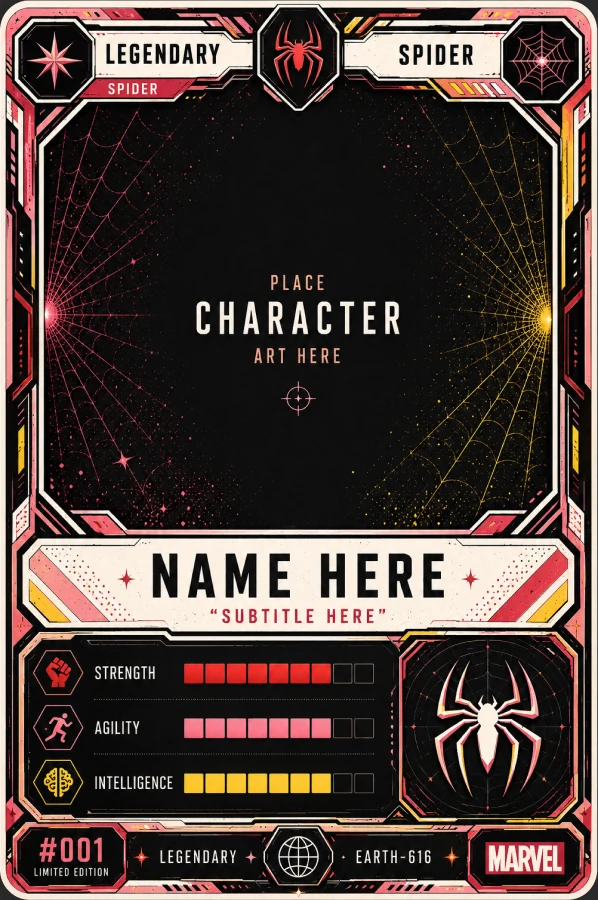 LEGENDARY
SPIDER
SPIDER
PLACE
CHARACTER
ART HERE
NAME HERE
“SUBTITLE HERE”
STRENGTH
AGILITY
INTELLIGENCE
#001
LIMITED EDITION
LEGENDARY
· EARTH-616
MARVEL